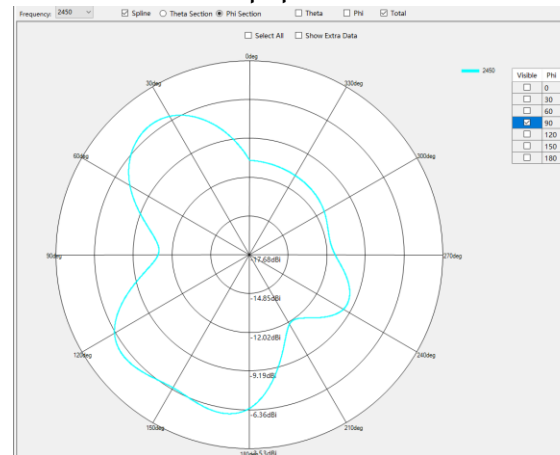 Frequency: 2450 Spline Theta Section Phi Section Theta Phi Total
Select All Show Extra Data
2450
Visible Phi
0
30
60
90
120
150
180
0deg
30deg
330deg
60deg
300deg
90deg
270deg
120deg
240deg
150deg
210deg
-17.68dBi
-14.85dBi
-12.02dBi
-9.19dBi
-6.36dBi